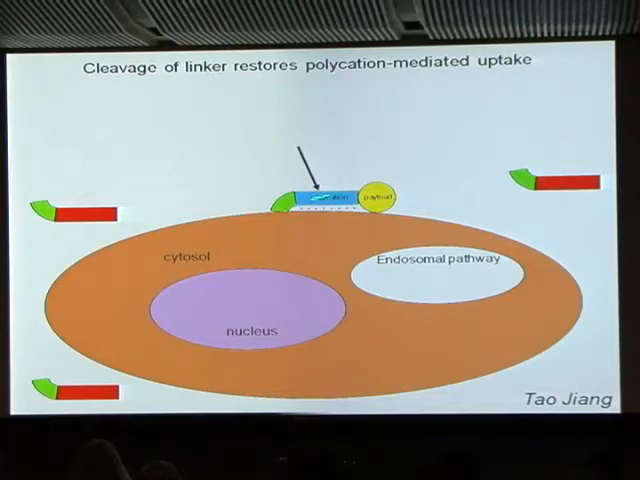 Cleavage of linker restores polycation-mediated uptake
payload
cytosol
Endosomal pathway
nucleus
Tao Jiang